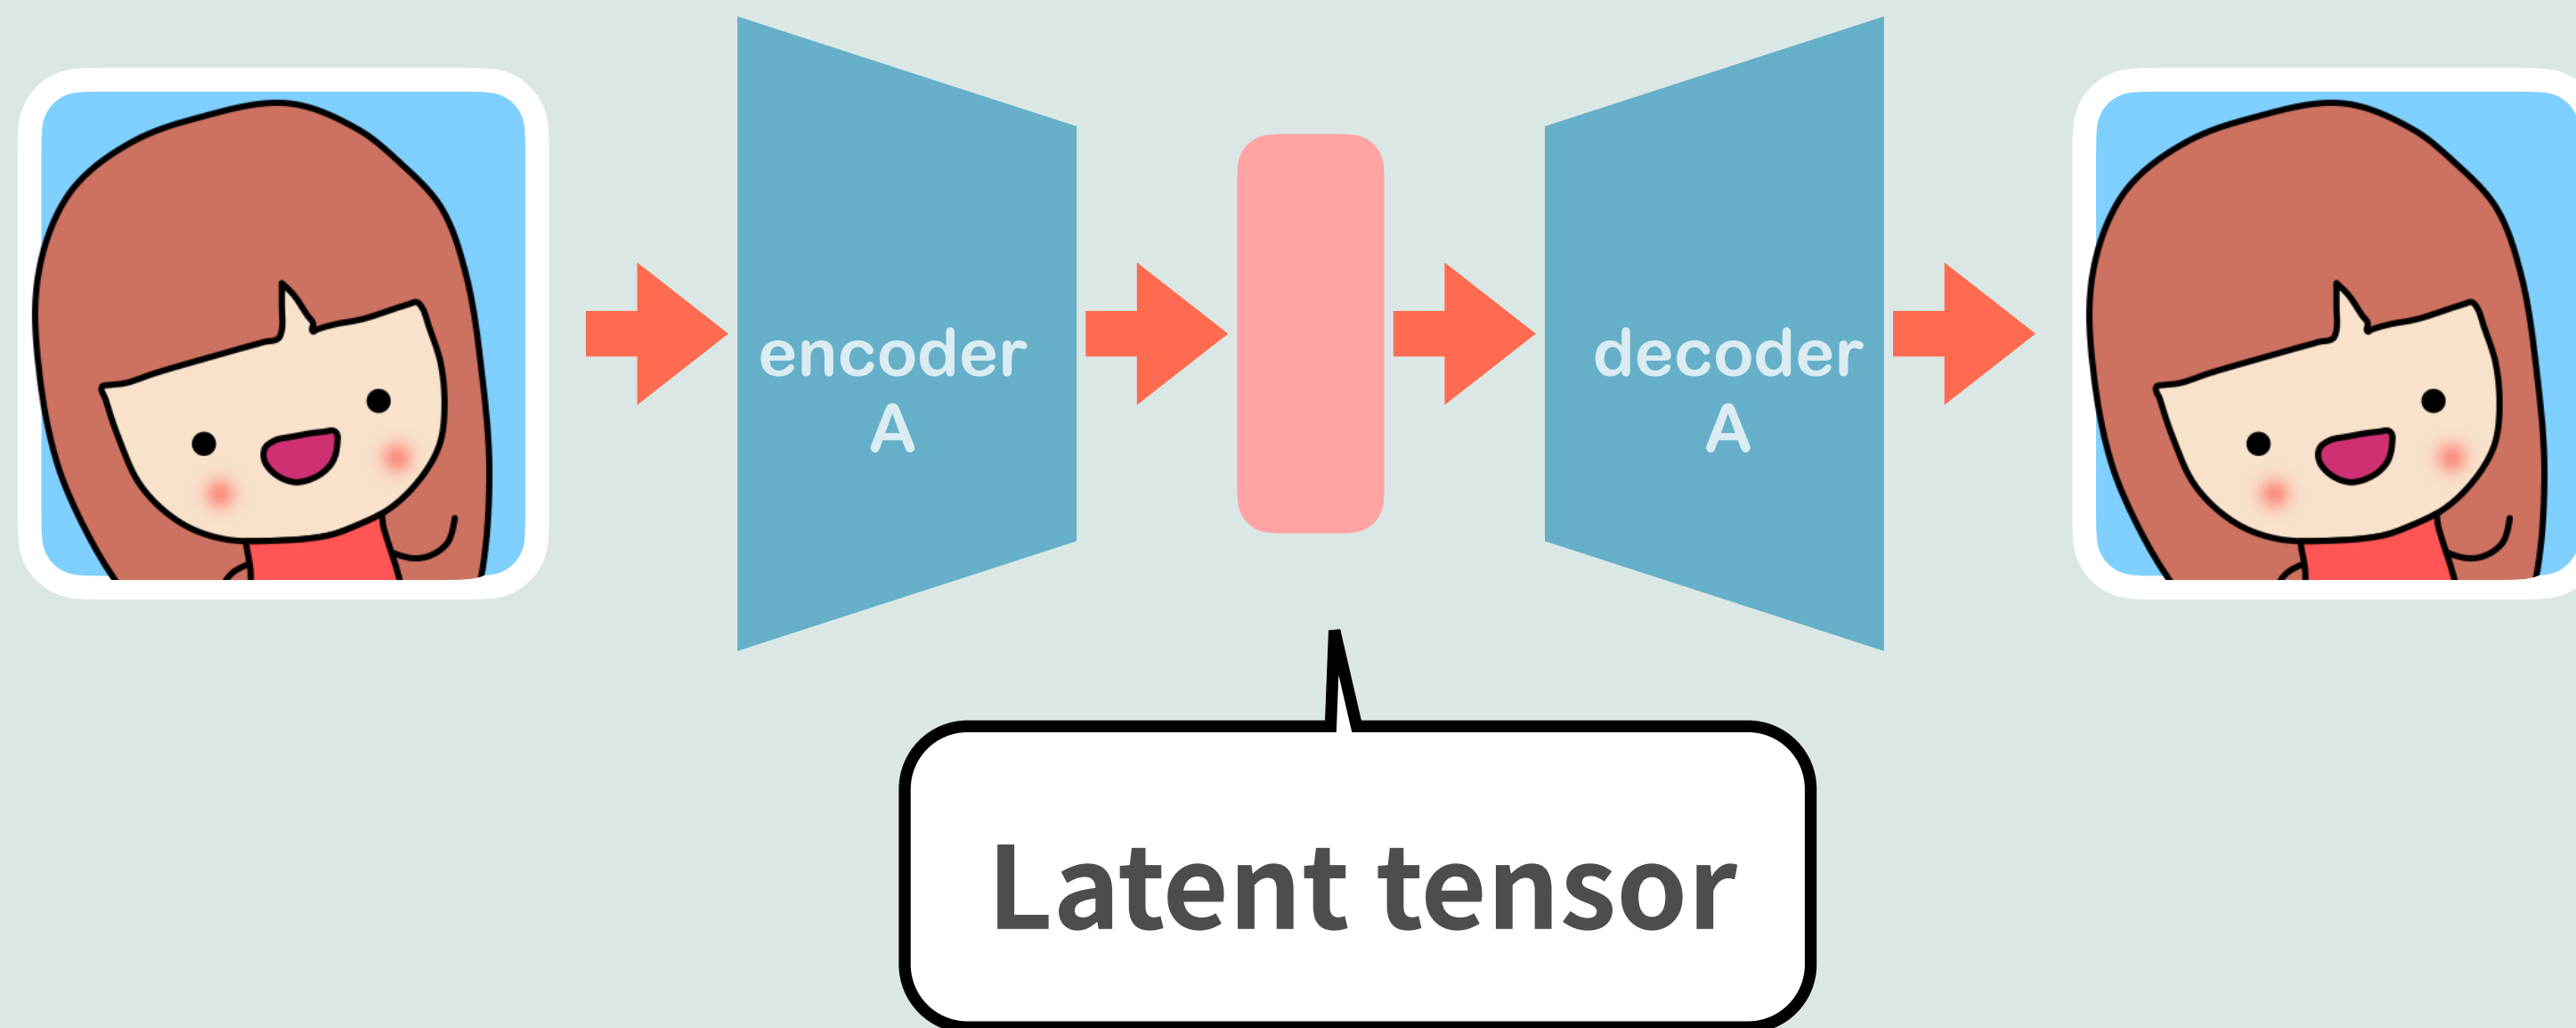 encoder
A
decoder
A
Latent tensor